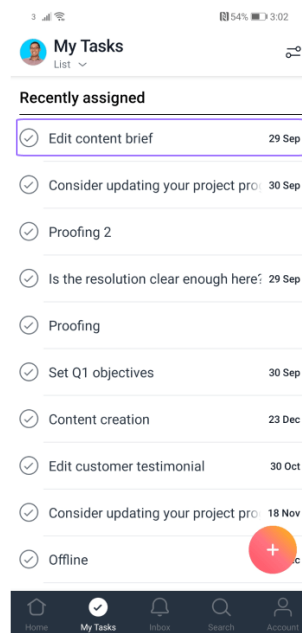 3 54% 3:02
My Tasks
List
Recently assigned
Edit content brief 29 Sep
Consider updating your project pro 30 Sep
Proofing 2
Is the resolution clear enough here? 29 Sep
Proofing
Set Q1 objectives 30 Sep
Content creation 23 Dec
Edit customer testimonial 30 Oct
Consider updating your project pro 18 Nov
Offline
Home My Tasks Inbox Search Account